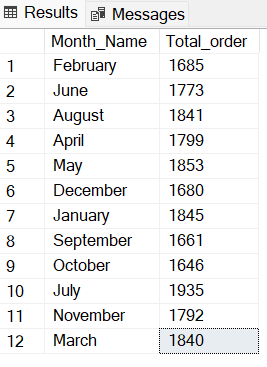 Results Messages
Month_Name Total_order
1 February 1685
2 June 1773
3 August 1841
4 April 1799
5 May 1853
6 December 1680
7 January 1845
8 September 1661
9 October 1646
10 July 1935
11 November 1792
12 March 1840